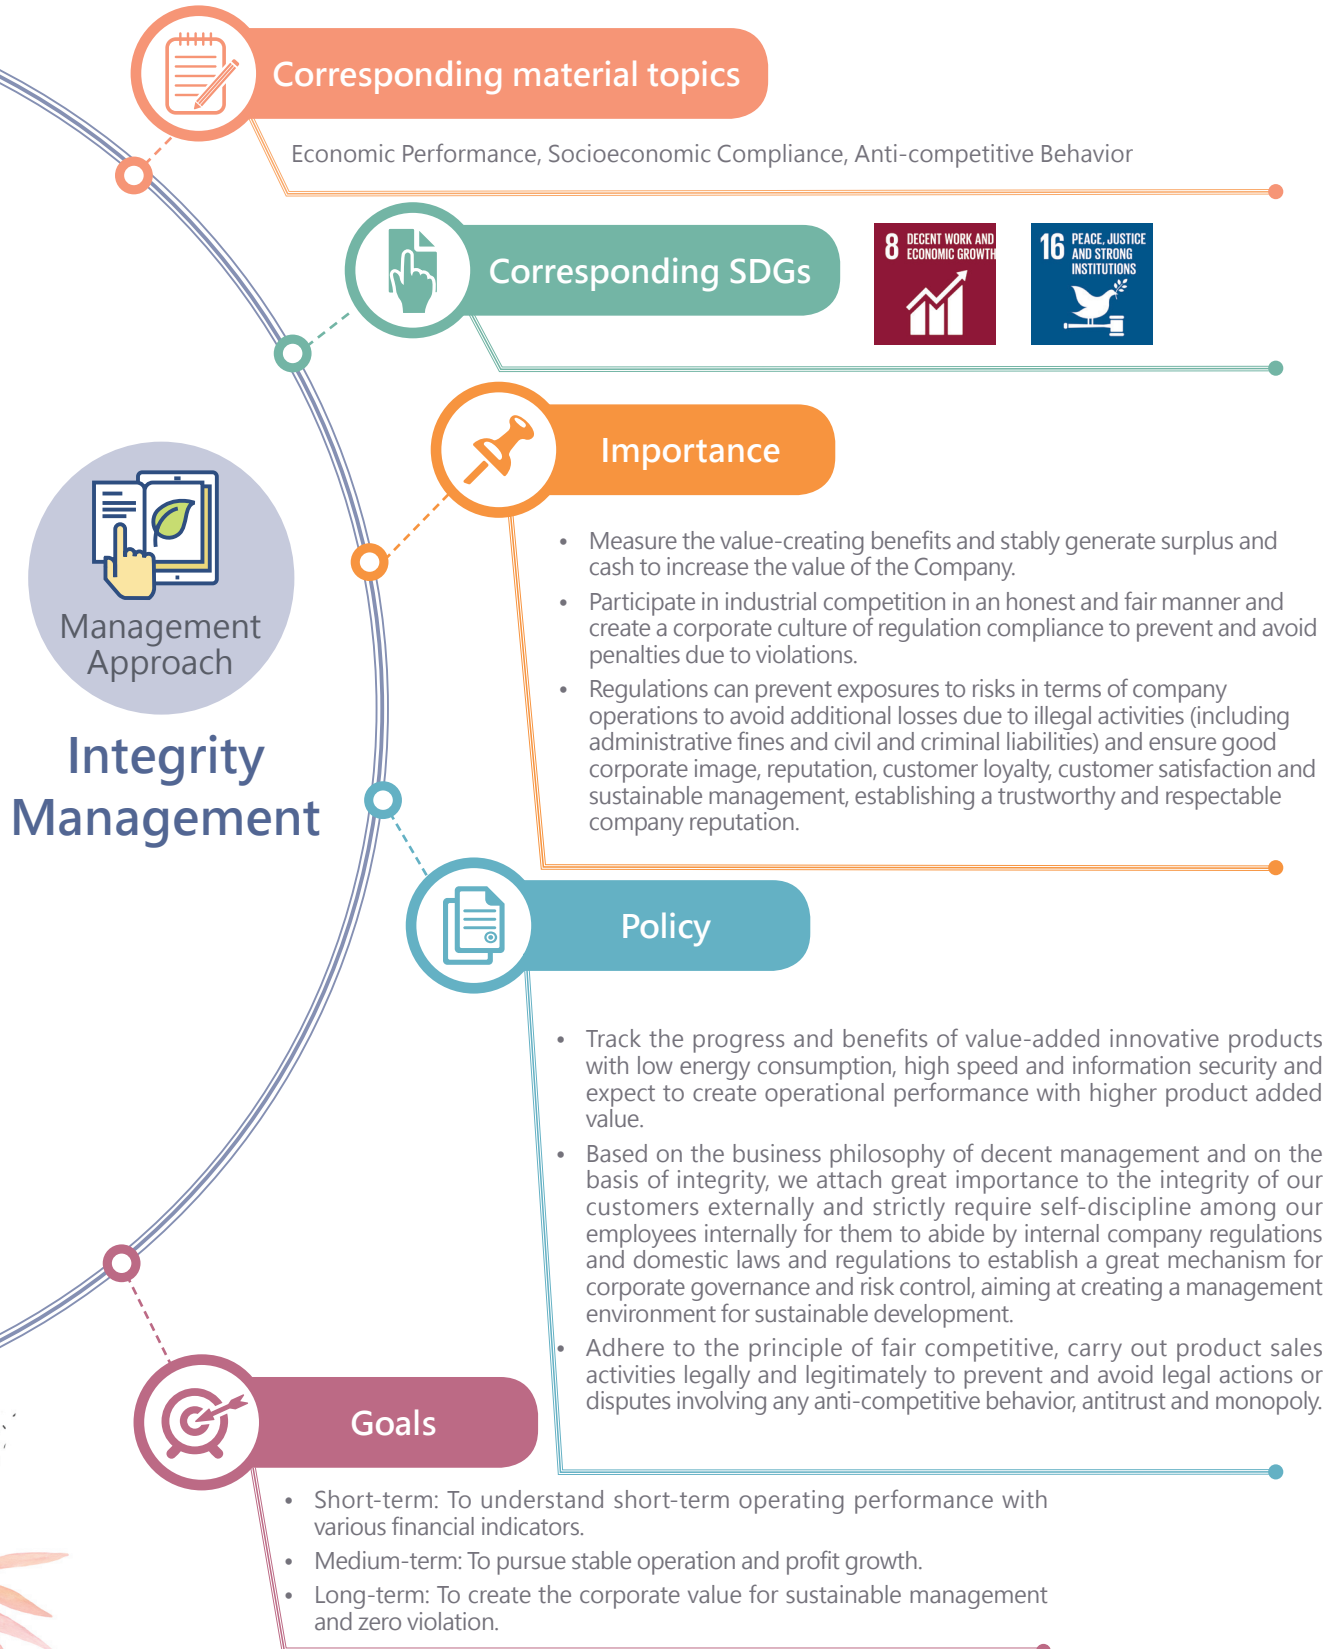 Corresponding material topics
Economic Performance, Socioeconomic Compliance, Anti-competitive Behavior
Corresponding SDGs
8 DECENT WORK AND
ECONOMIC GROWTH
16 PEACE, JUSTICE
AND STRONG
INSTITUTIONS
Importance
• Measure the value-creating benefits and stably generate surplus and
cash to increase the value of the Company.
• Participate in industrial competition in an honest and fair manner and
create a corporate culture of regulation compliance to prevent and avoid
penalties due to violations.
• Regulations can prevent exposures to risks in terms of company
operations to avoid additional losses due to illegal activities (including
administrative fines and civil and criminal liabilities) and ensure good
corporate image, reputation, customer loyalty, customer satisfaction and
sustainable management, establishing a trustworthy and respectable
company reputation.
Management
Approach
Integrity
Management
Policy
• Track the progress and benefits of value-added innovative products
with low energy consumption, high speed and information security and
expect to create operational performance with higher product added
value.
• Based on the business philosophy of decent management and on the
basis of integrity, we attach great importance to the integrity of our
customers externally and strictly require self-discipline among our
employees internally for them to abide by internal company regulations
and domestic laws and regulations to establish a great mechanism for
corporate governance and risk control, aiming at creating a management
environment for sustainable development.
• Adhere to the principle of fair competitive, carry out product sales
activities legally and legitimately to prevent and avoid legal actions or
disputes involving any anti-competitive behavior, antitrust and monopoly.
Goals
• Short-term: To understand short-term operating performance with
various financial indicators.
• Medium-term: To pursue stable operation and profit growth.
• Long-term: To create the corporate value for sustainable management
and zero violation.